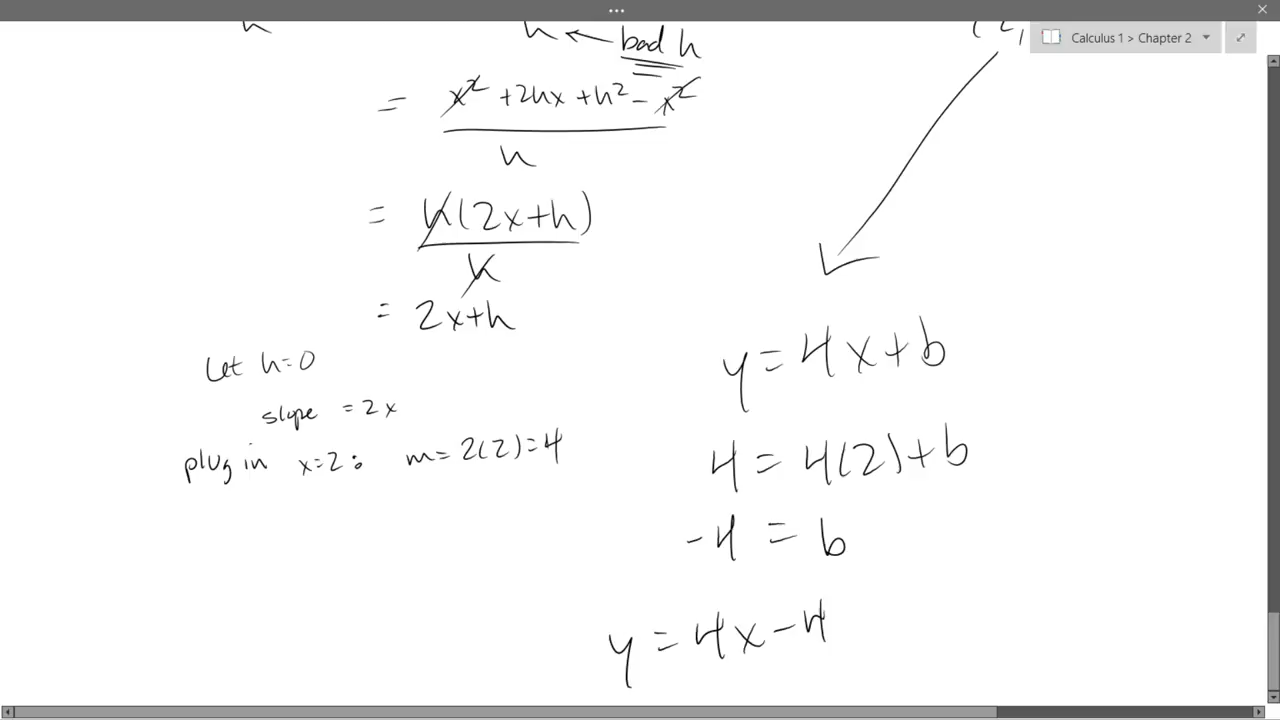 Calculus 1 > Chapter 2
h ← bad h
= x² + 2hx + h² - x²
h
= h(2x+h)
h
= 2x+h
Let h=0
slope = 2x
plug in x=2: m=2(2)=4
y = 4x + b
4 = 4(2) + b
-4 = b
y = 4x - 4